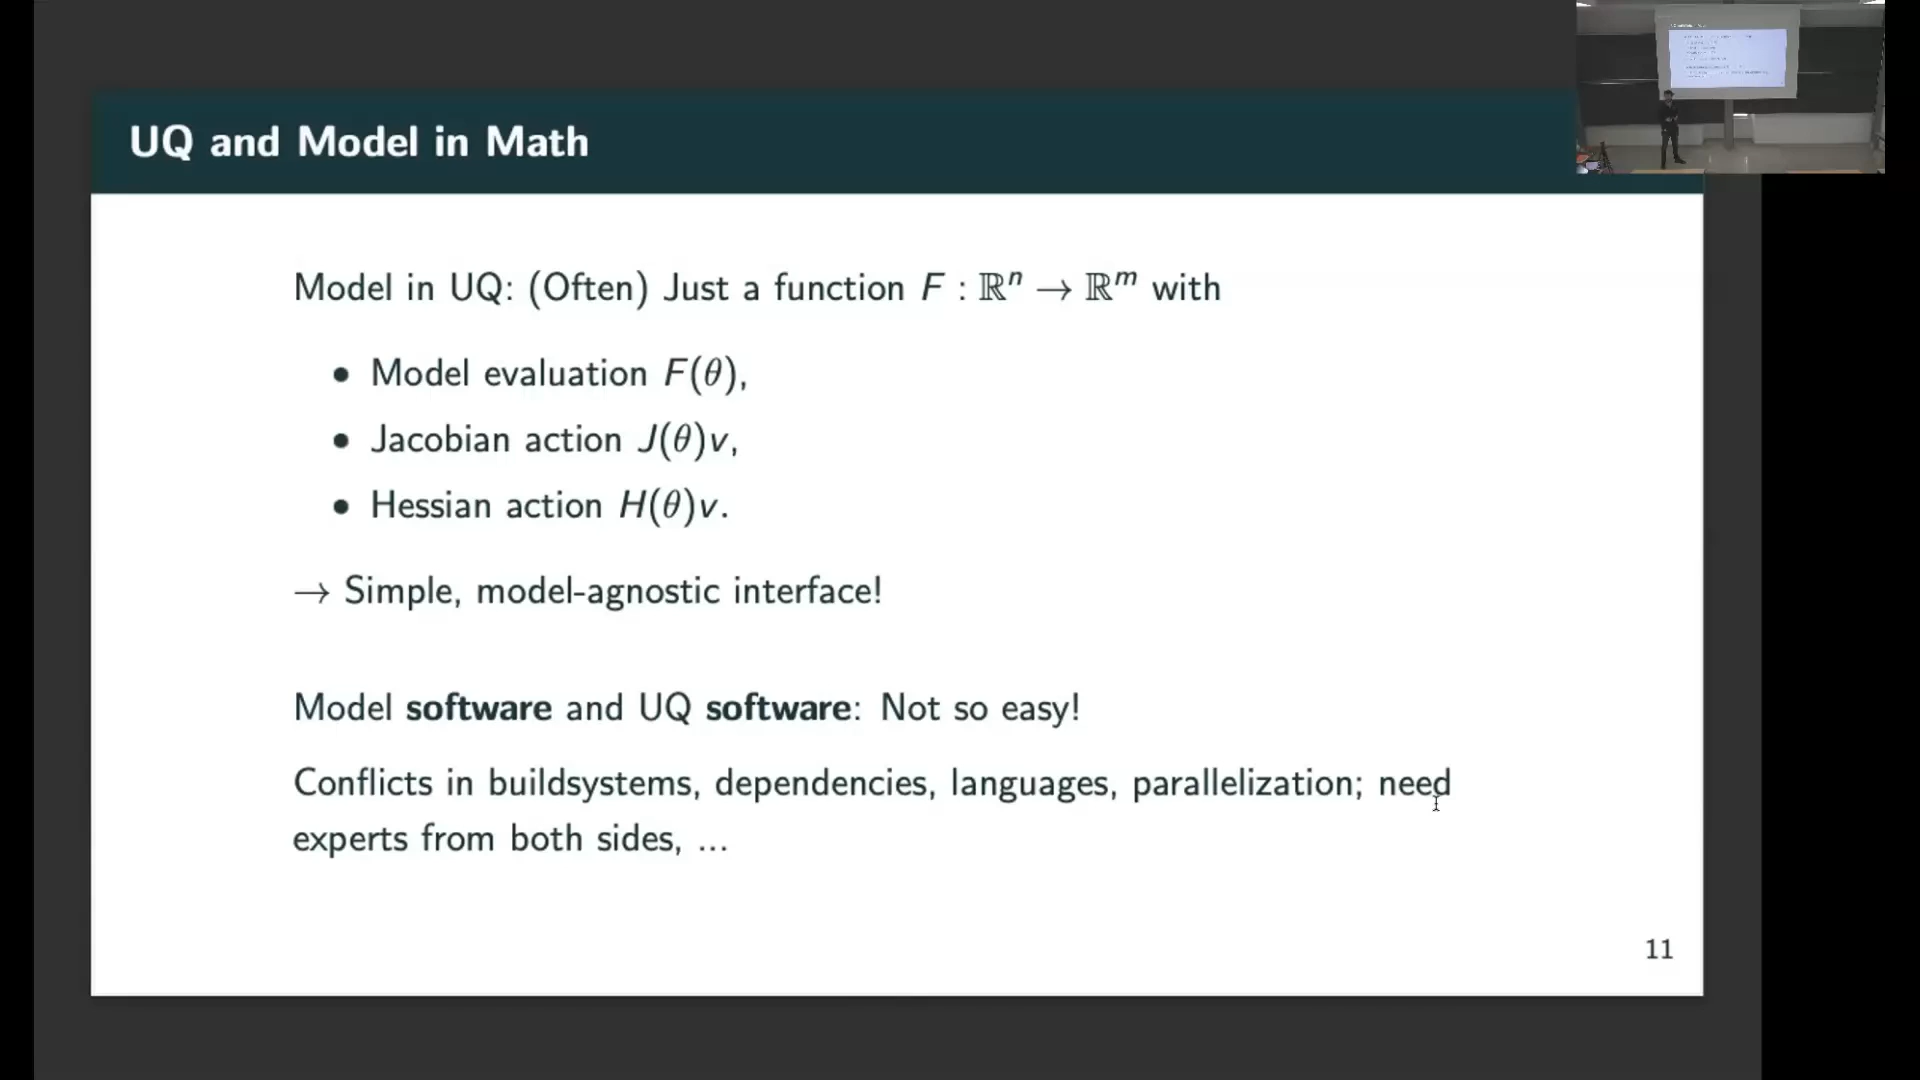 UQ and Model in Math
Model in UQ: (Often) Just a function F : ℝⁿ → ℝᵐ with
• Model evaluation F(θ),
• Jacobian action J(θ)v,
• Hessian action H(θ)v.
→ Simple, model-agnostic interface!
Model software and UQ software: Not so easy!
Conflicts in buildsystems, dependencies, languages, parallelization; need
experts from both sides, ...
11